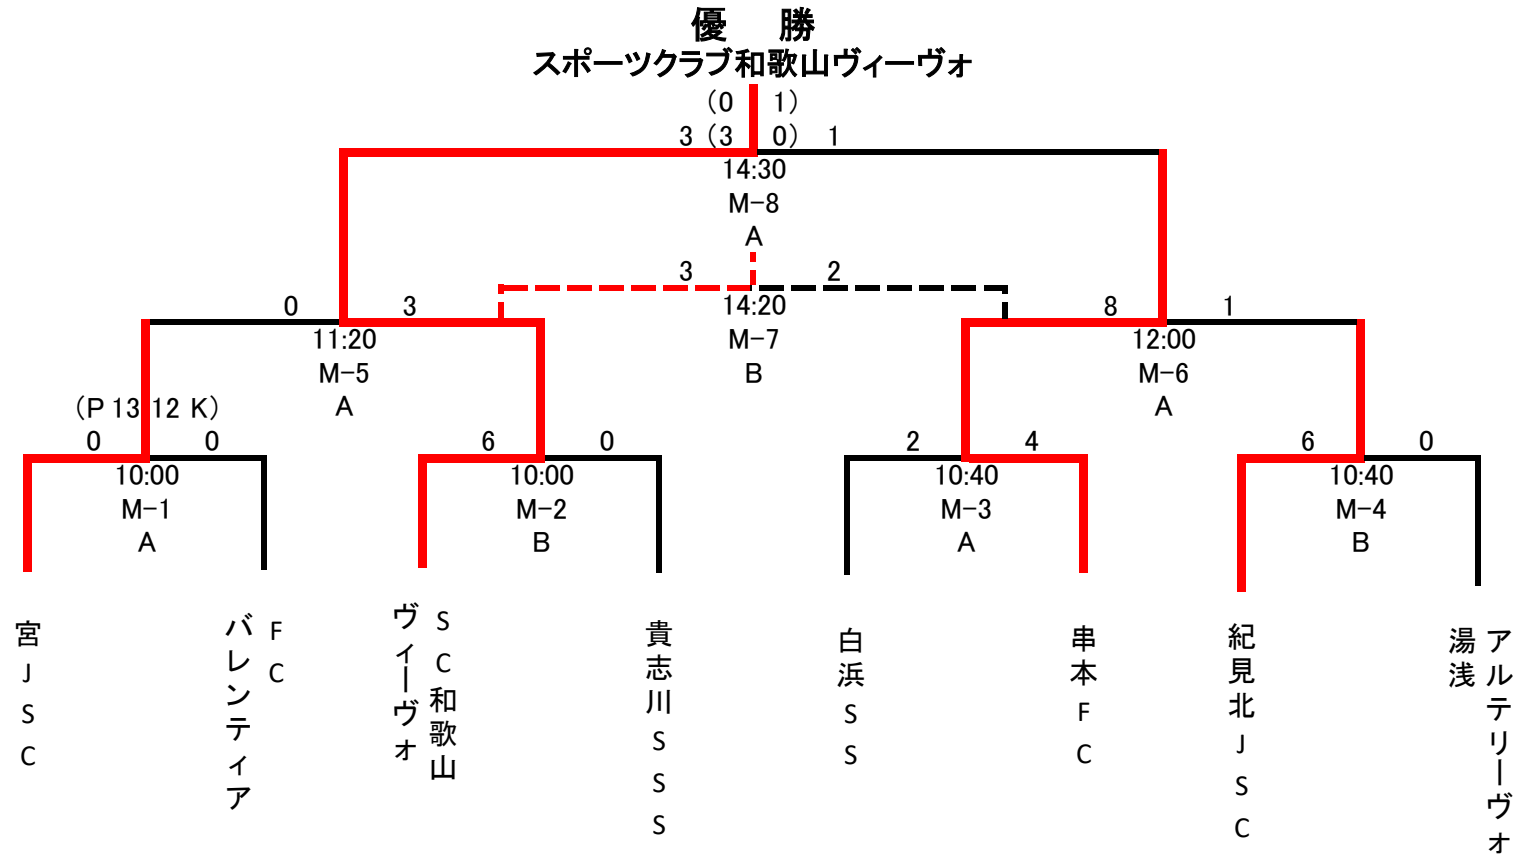 優　勝
スポーツクラブ和歌山ヴィーヴォ
（0　1）
3（3　0）1
14:30
M-8
A
3　2
14:20
M-7
B
0　3
11:20
M-5
A
8　1
12:00
M-6
A
（P 13 12 K）
0　0
10:00
M-1
A
6　0
10:00
M-2
B
2　4
10:40
M-3
A
6　0
10:40
M-4
B
宮JSC
FC
バレンティア
SC和歌山
ヴィーヴォ
貴志川SSS
白浜SS
串本FC
紀見北JSC
アルテリーヴォ
湯浅